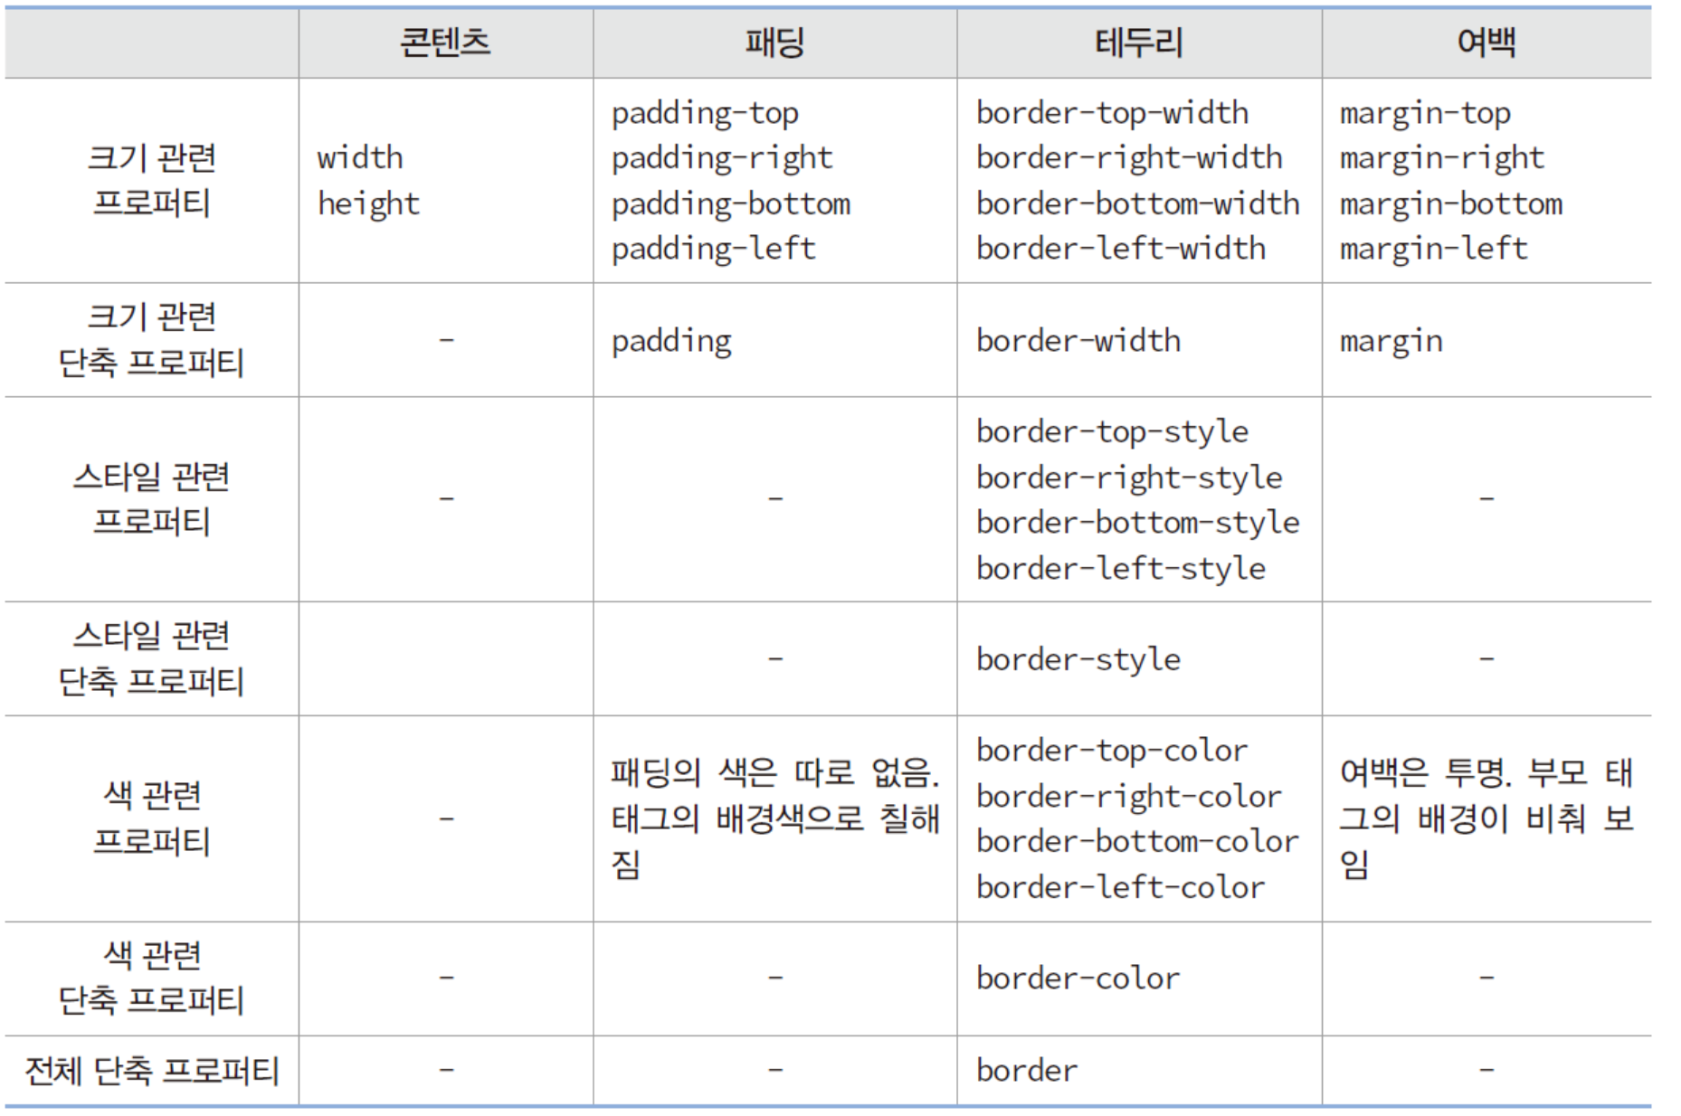 콘텐츠 패딩 테두리 여백
크기 관련
프로퍼티
width
height
padding-top
padding-right
padding-bottom
padding-left
border-top-width
border-right-width
border-bottom-width
border-left-width
margin-top
margin-right
margin-bottom
margin-left
크기 관련
단축 프로퍼티
-
padding
border-width
margin
스타일 관련
프로퍼티
-
-
border-top-style
border-right-style
border-bottom-style
border-left-style
-
스타일 관련
단축 프로퍼티
-
border-style
-
색 관련
프로퍼티
-
패딩의 색은 따로 없음.
태그의 배경색으로 칠해
짐
border-top-color
border-right-color
border-bottom-color
border-left-color
여백은 투명. 부모 태
그의 배경이 비춰 보
임
색 관련
단축 프로퍼티
-
-
border-color
-
전체 단축 프로퍼티
-
-
border
-